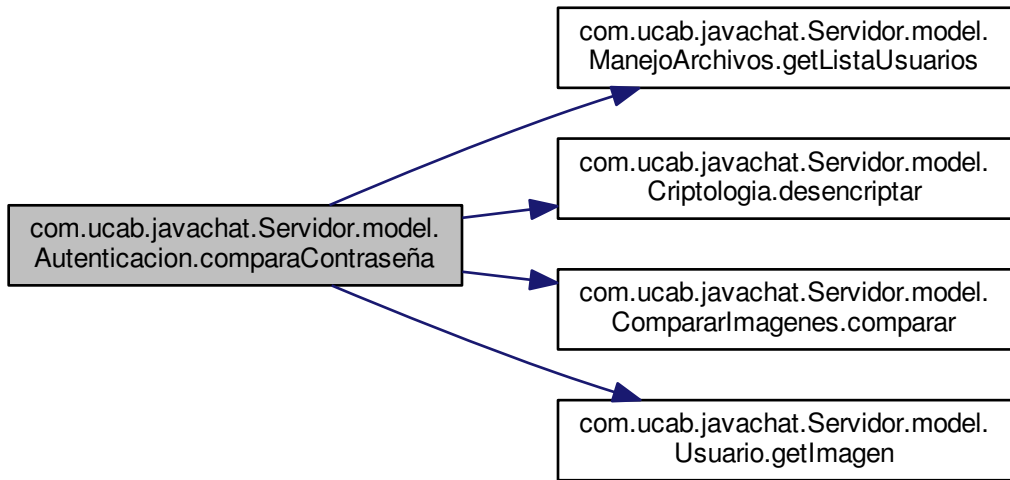 com.ucab.javachat.Servidor.model.
ManejoArchivos.getListaUsuarios
com.ucab.javachat.Servidor.model.
Criptologia.desencriptar
com.ucab.javachat.Servidor.model.
Autenticacion.comparaContraseña
com.ucab.javachat.Servidor.model.
CompararImagenes.comparar
com.ucab.javachat.Servidor.model.
Usuario.getImagen